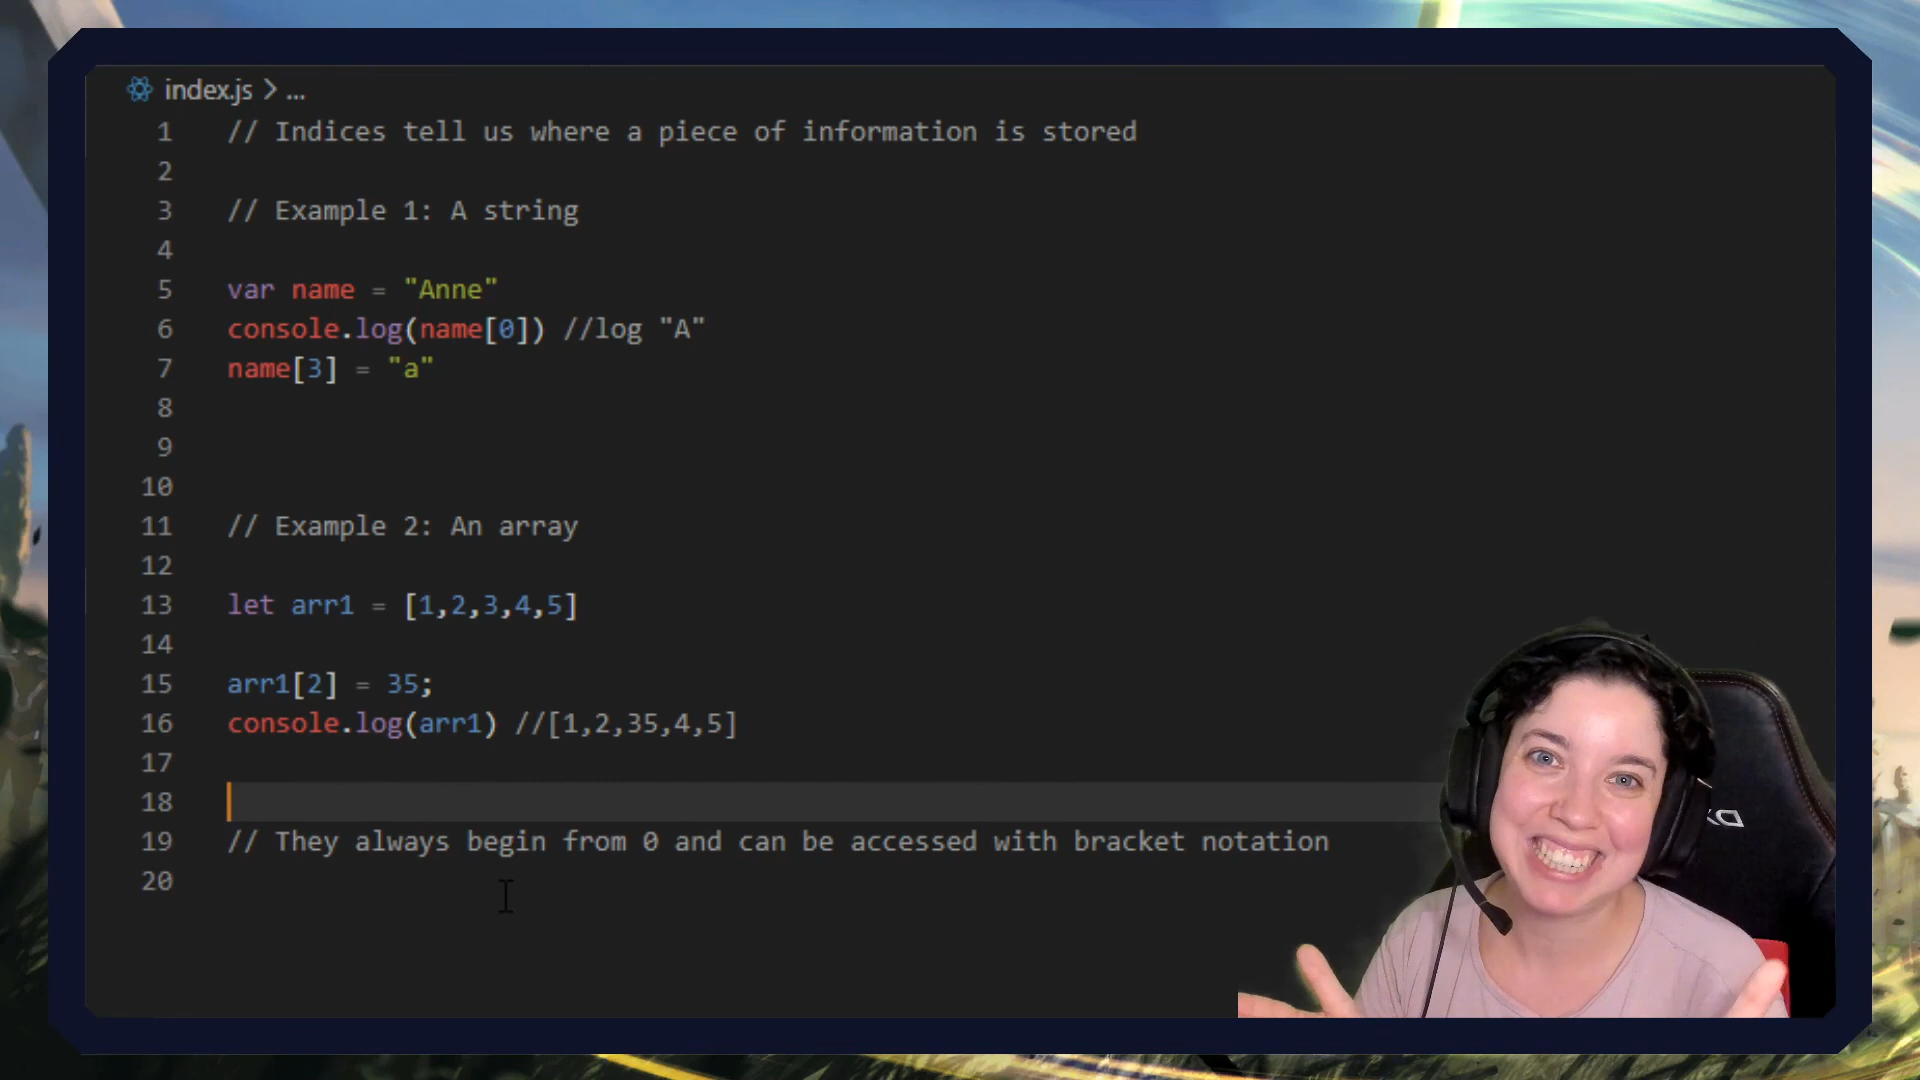 index.js > ...
1 // Indices tell us where a piece of information is stored
2
3 // Example 1: A string
4
5 var name = "Anne"
6 console.log(name[0]) //log "A"
7 name[3] = "a"
8
9
10
11 // Example 2: An array
12
13 let arr1 = [1,2,3,4,5]
14
15 arr1[2] = 35;
16 console.log(arr1) //[1,2,35,4,5]
17
18
19 // They always begin from 0 and can be accessed with bracket notation
20